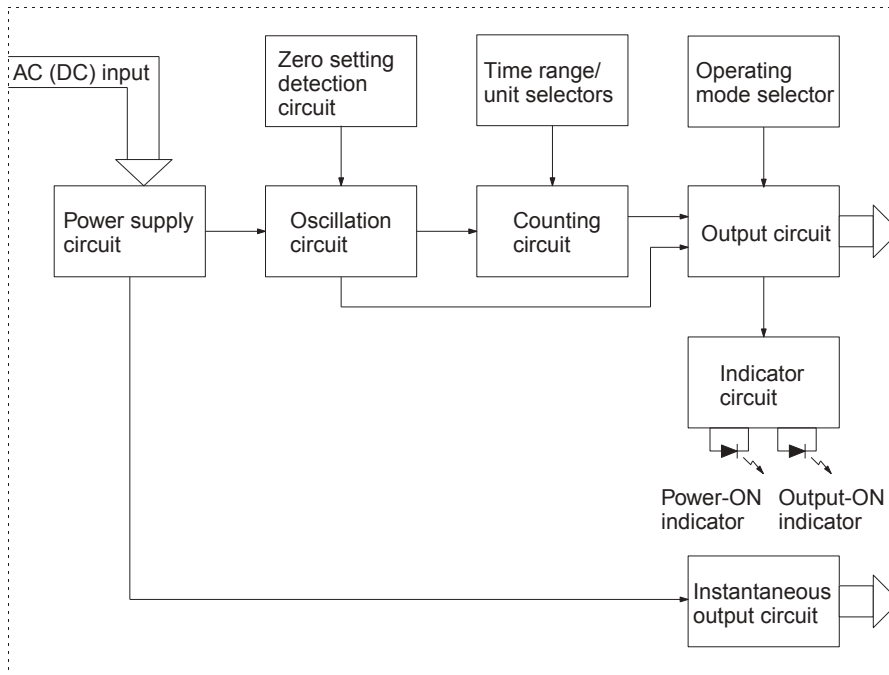 AC (DC) input
Zero setting
detection
circuit
Time range/
unit selectors
Operating
mode selector
Power supply
circuit
Oscillation
circuit
Counting
circuit
Output circuit
Indicator
circuit
Power-ON
indicator
Output-ON
indicator
Instantaneous
output circuit